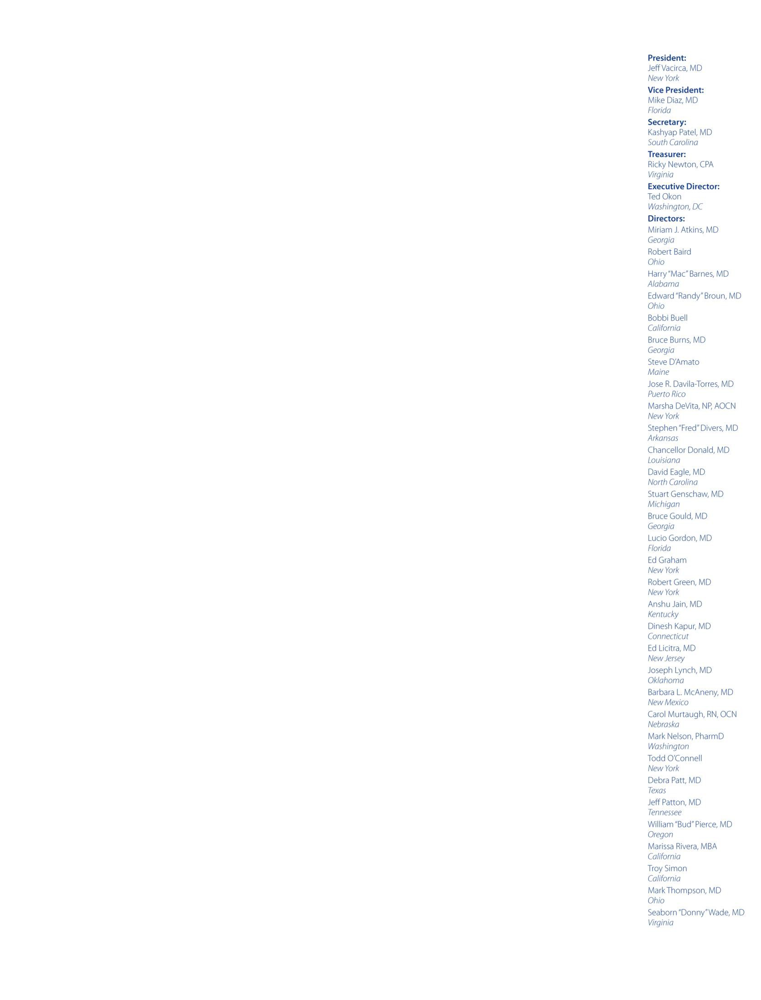 President:
Jeff Vacirca, MD
New York
Vice President:
Mike Diaz, MD
Florida
Secretary:
Kashyap Patel, MD
South Carolina
Treasurer:
Ricky Newton, CPA
Virginia
Executive Director:
Ted Okon
Washington, DC
Directors:
Miriam J. Atkins, MD
Georgia
Robert Baird
Ohio
Harry “Mac” Barnes, MD
Alabama
Edward “Randy” Broun, MD
Ohio
Bobbi Buell
California
Bruce Burns, MD
Georgia
Steve D’Amato
Maine
Jose R. Davila-Torres, MD
Puerto Rico
Marsha DeVita, NP, AOCN
New York
Stephen “Fred” Divers, MD
Arkansas
Chancellor Donald, MD
Louisiana
David Eagle, MD
North Carolina
Stuart Genschaw, MD
Michigan
Bruce Gould, MD
Georgia
Lucio Gordon, MD
Florida
Ed Graham
New York
Robert Green, MD
New York
Anshu Jain, MD
Kentucky
Dinesh Kapur, MD
Connecticut
Ed Licitra, MD
New Jersey
Joseph Lynch, MD
Oklahoma
Barbara L. McAneny, MD
New Mexico
Carol Murtaugh, RN, OCN
Nebraska
Mark Nelson, PharmD
Washington
Todd O’Connell
New York
Debra Patt, MD
Texas
Jeff Patton, MD
Tennessee
William “Bud” Pierce, MD
Oregon
Marissa Rivera, MBA
California
Troy Simon
California
Mark Thompson, MD
Ohio
Seaborn “Donny” Wade, MD
Virginia